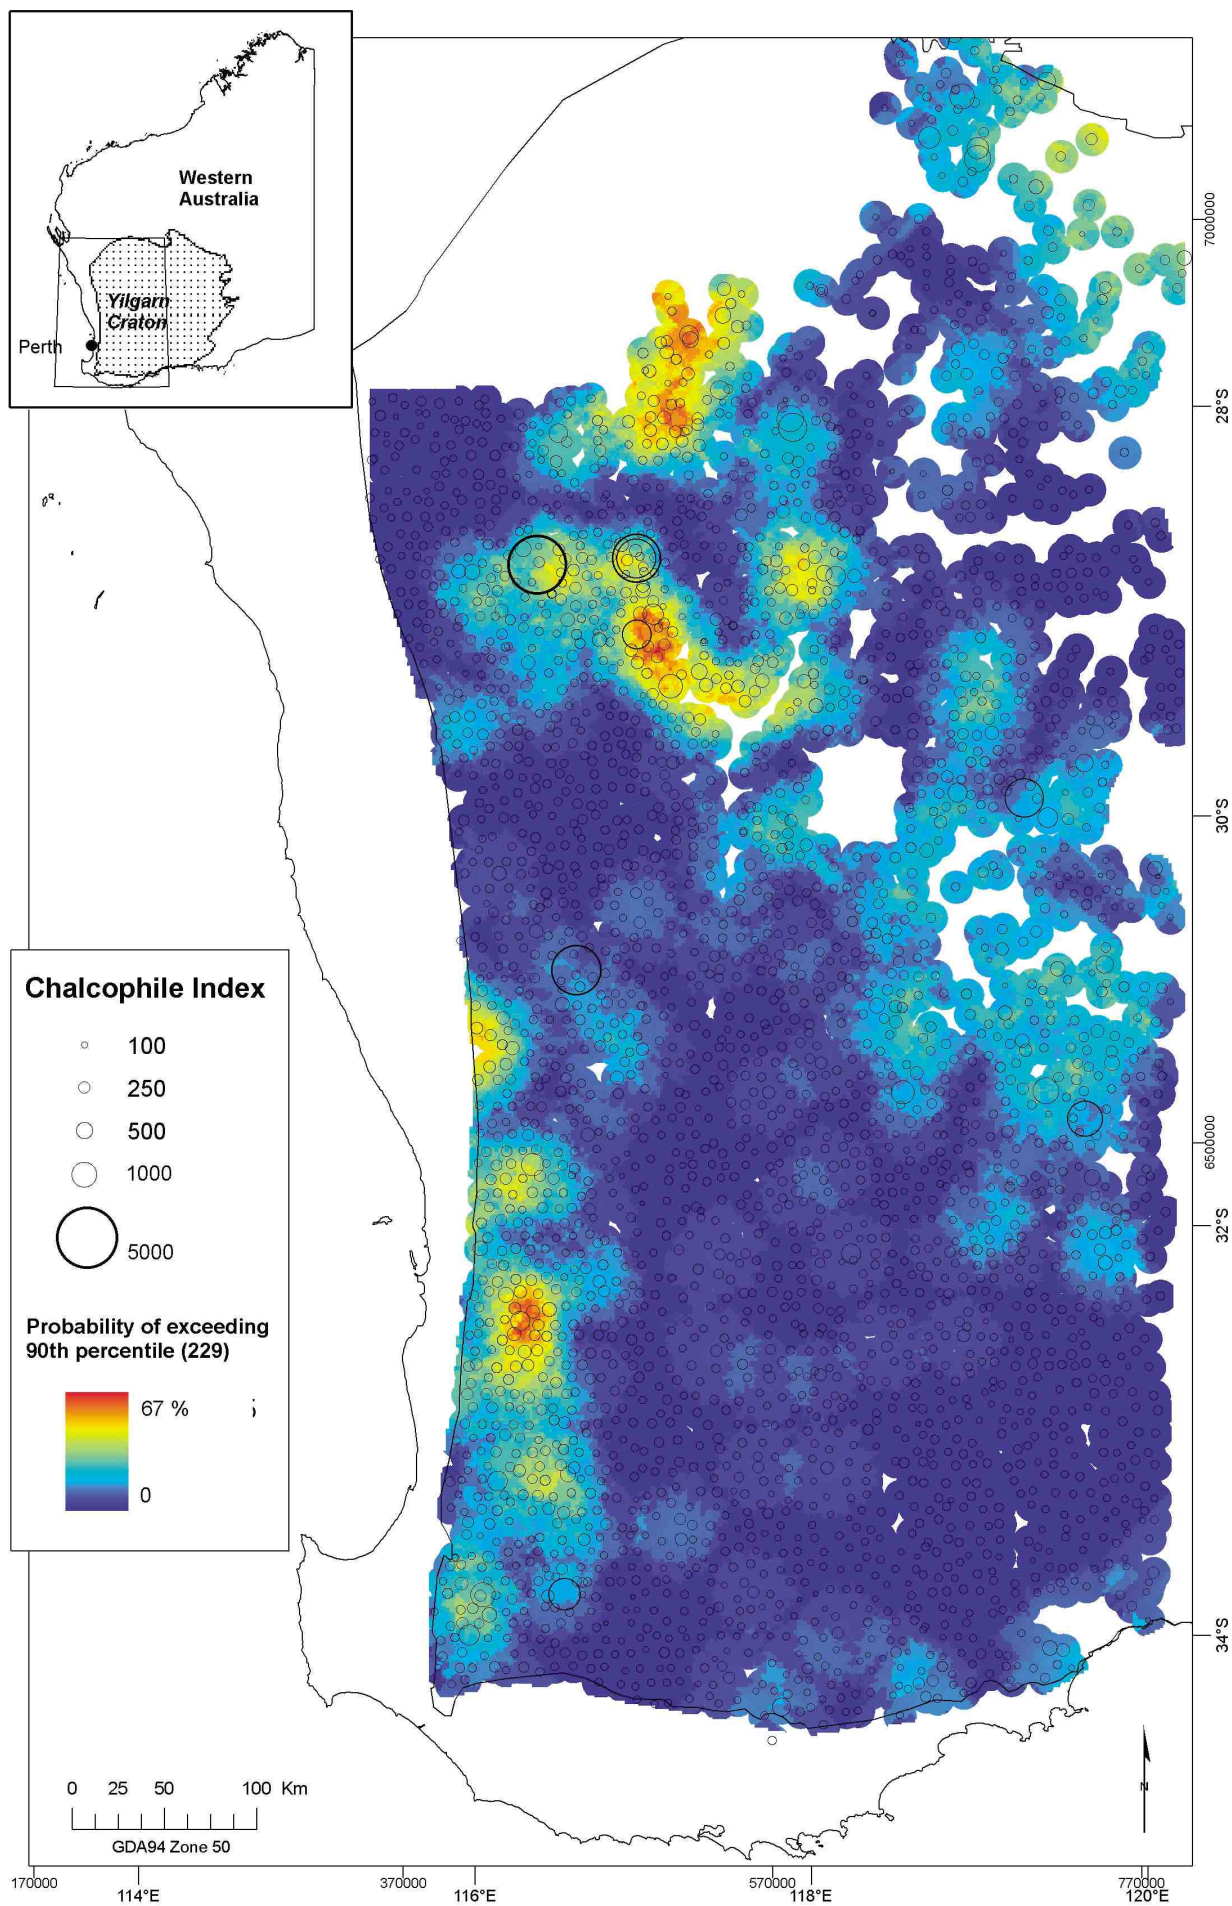 Western
Australia
Yilgarn
Craton
Perth
7000000
28°S
30°S
6500000
32°S
34°S
Chalcophile Index
100
250
500
1000
5000
Probability of exceeding
90th percentile (229)
67 %
0
0 25 50 100 Km
GDA94 Zone 50
N
170000 370000 570000 770000
114°E 116°E 118°E 120°E